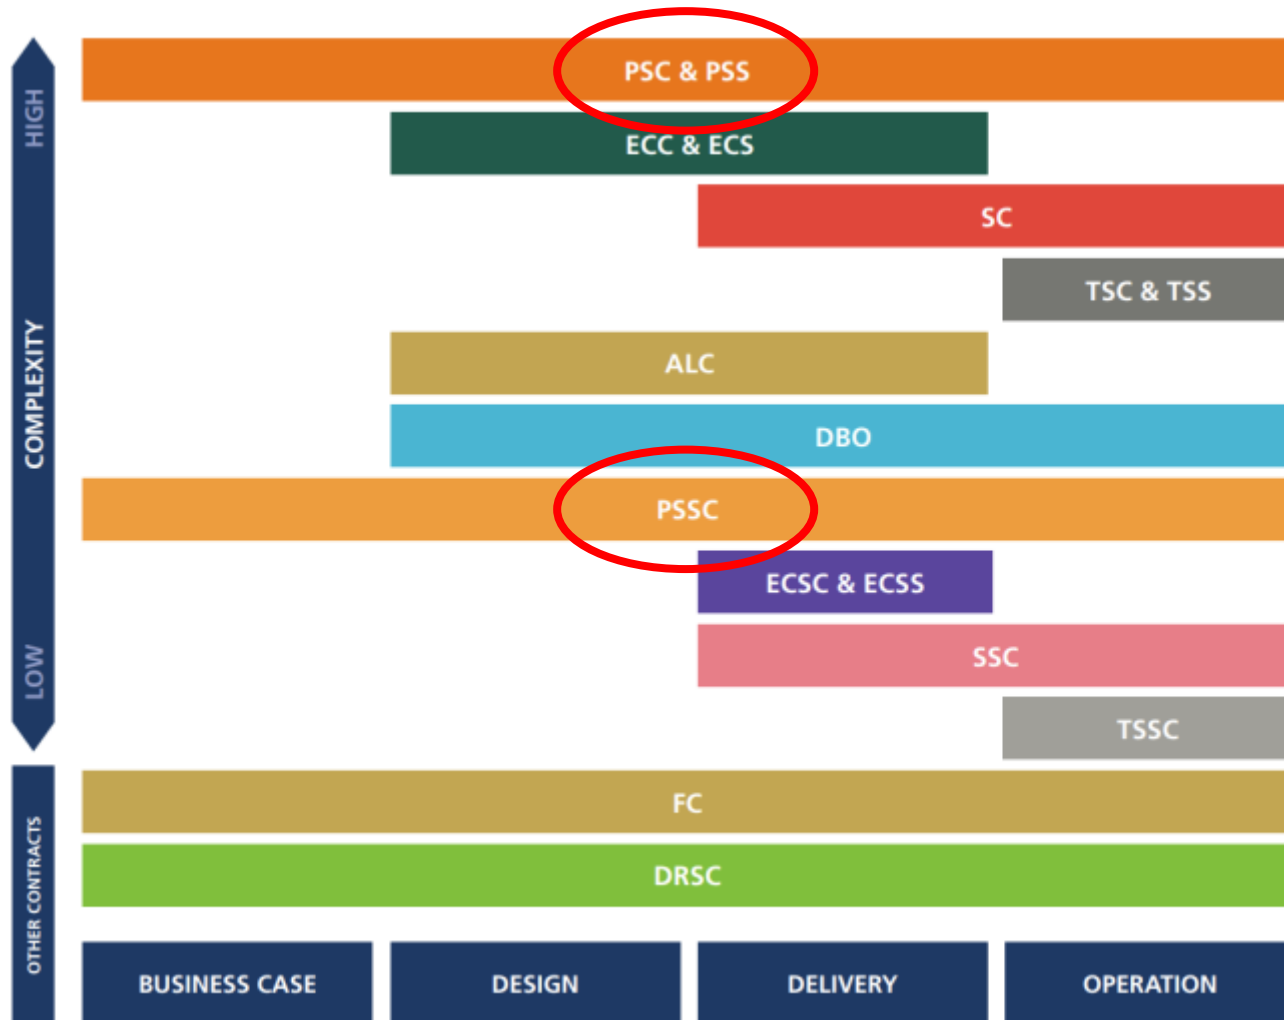 HIGH
COMPLEXITY
LOW
OTHER CONTRACTS
PSC & PSS
ECC & ECS
SC
TSC & TSS
ALC
DBO
PSSC
ECSC & ECSS
SSC
TSSC
FC
DRSC
BUSINESS CASE
DESIGN
DELIVERY
OPERATION